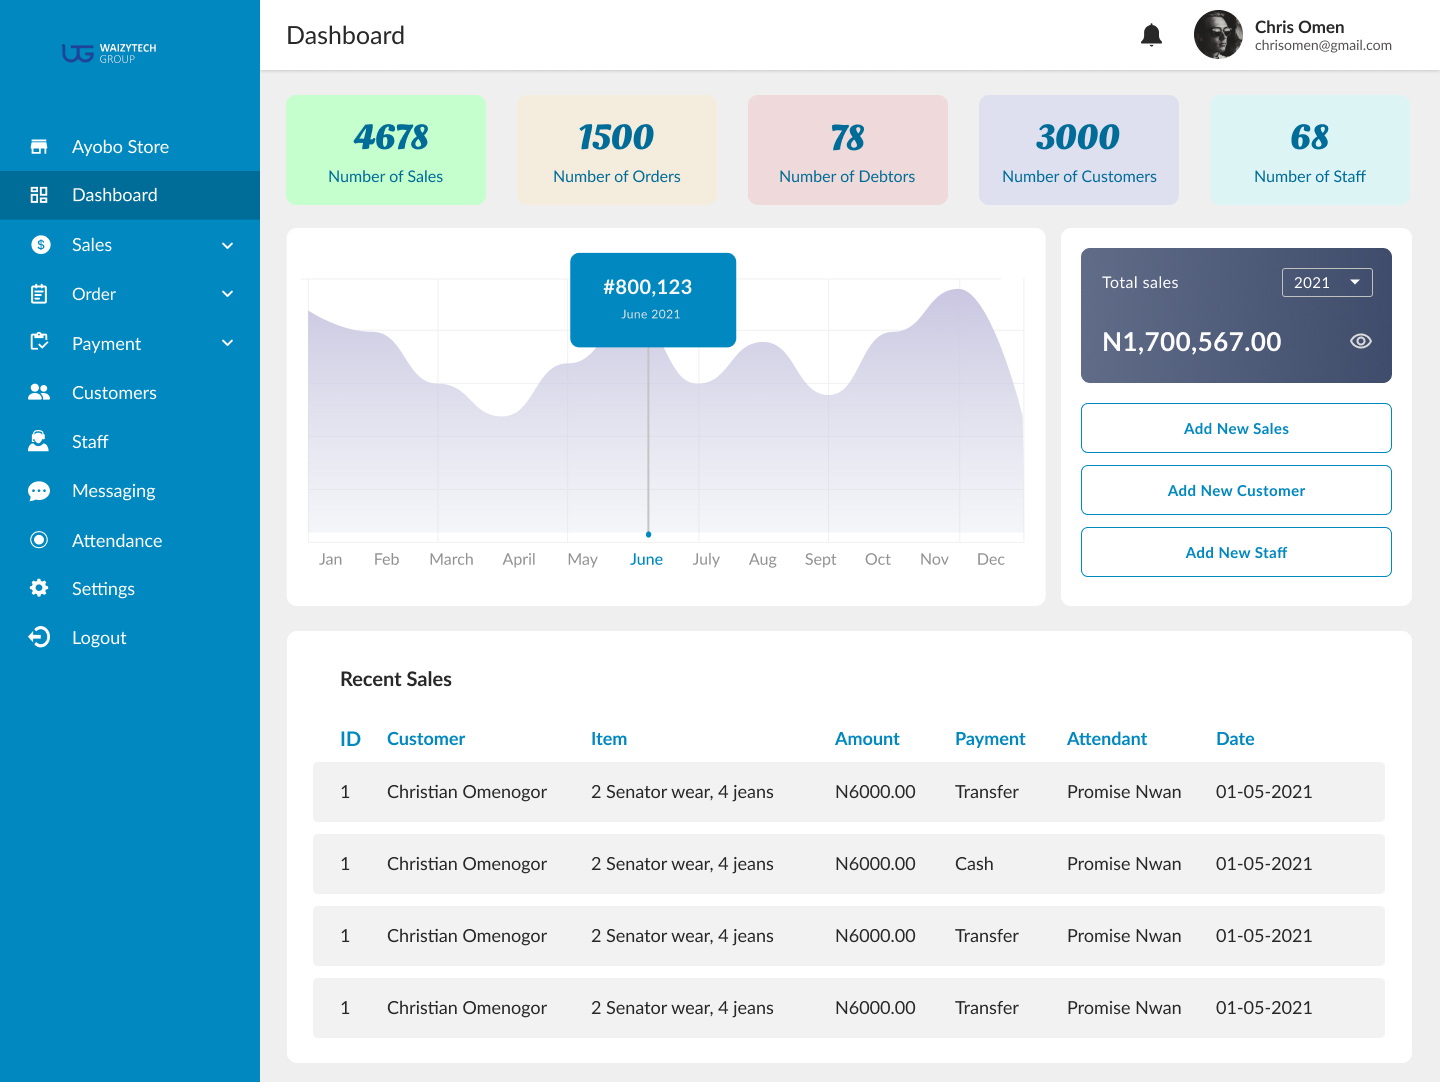 WAIZYTECH
GROUP
Ayobo Store
Dashboard
Sales
Order
Payment
Customers
Staff
Messaging
Attendance
Settings
Logout
Dashboard
Chris Omen
chrisomen@gmail.com
4678
Number of Sales
1500
Number of Orders
78
Number of Debtors
3000
Number of Customers
68
Number of Staff
#800,123
June 2021
Jan Feb March April May June July Aug Sept Oct Nov Dec
Total sales
2021
N1,700,567.00
Add New Sales
Add New Customer
Add New Staff
Recent Sales
ID Customer Item Amount Payment Attendant Date
1 Christian Omenogor 2 Senator wear, 4 jeans N6000.00 Transfer Promise Nwan 01-05-2021
1 Christian Omenogor 2 Senator wear, 4 jeans N6000.00 Cash Promise Nwan 01-05-2021
1 Christian Omenogor 2 Senator wear, 4 jeans N6000.00 Transfer Promise Nwan 01-05-2021
1 Christian Omenogor 2 Senator wear, 4 jeans N6000.00 Transfer Promise Nwan 01-05-2021